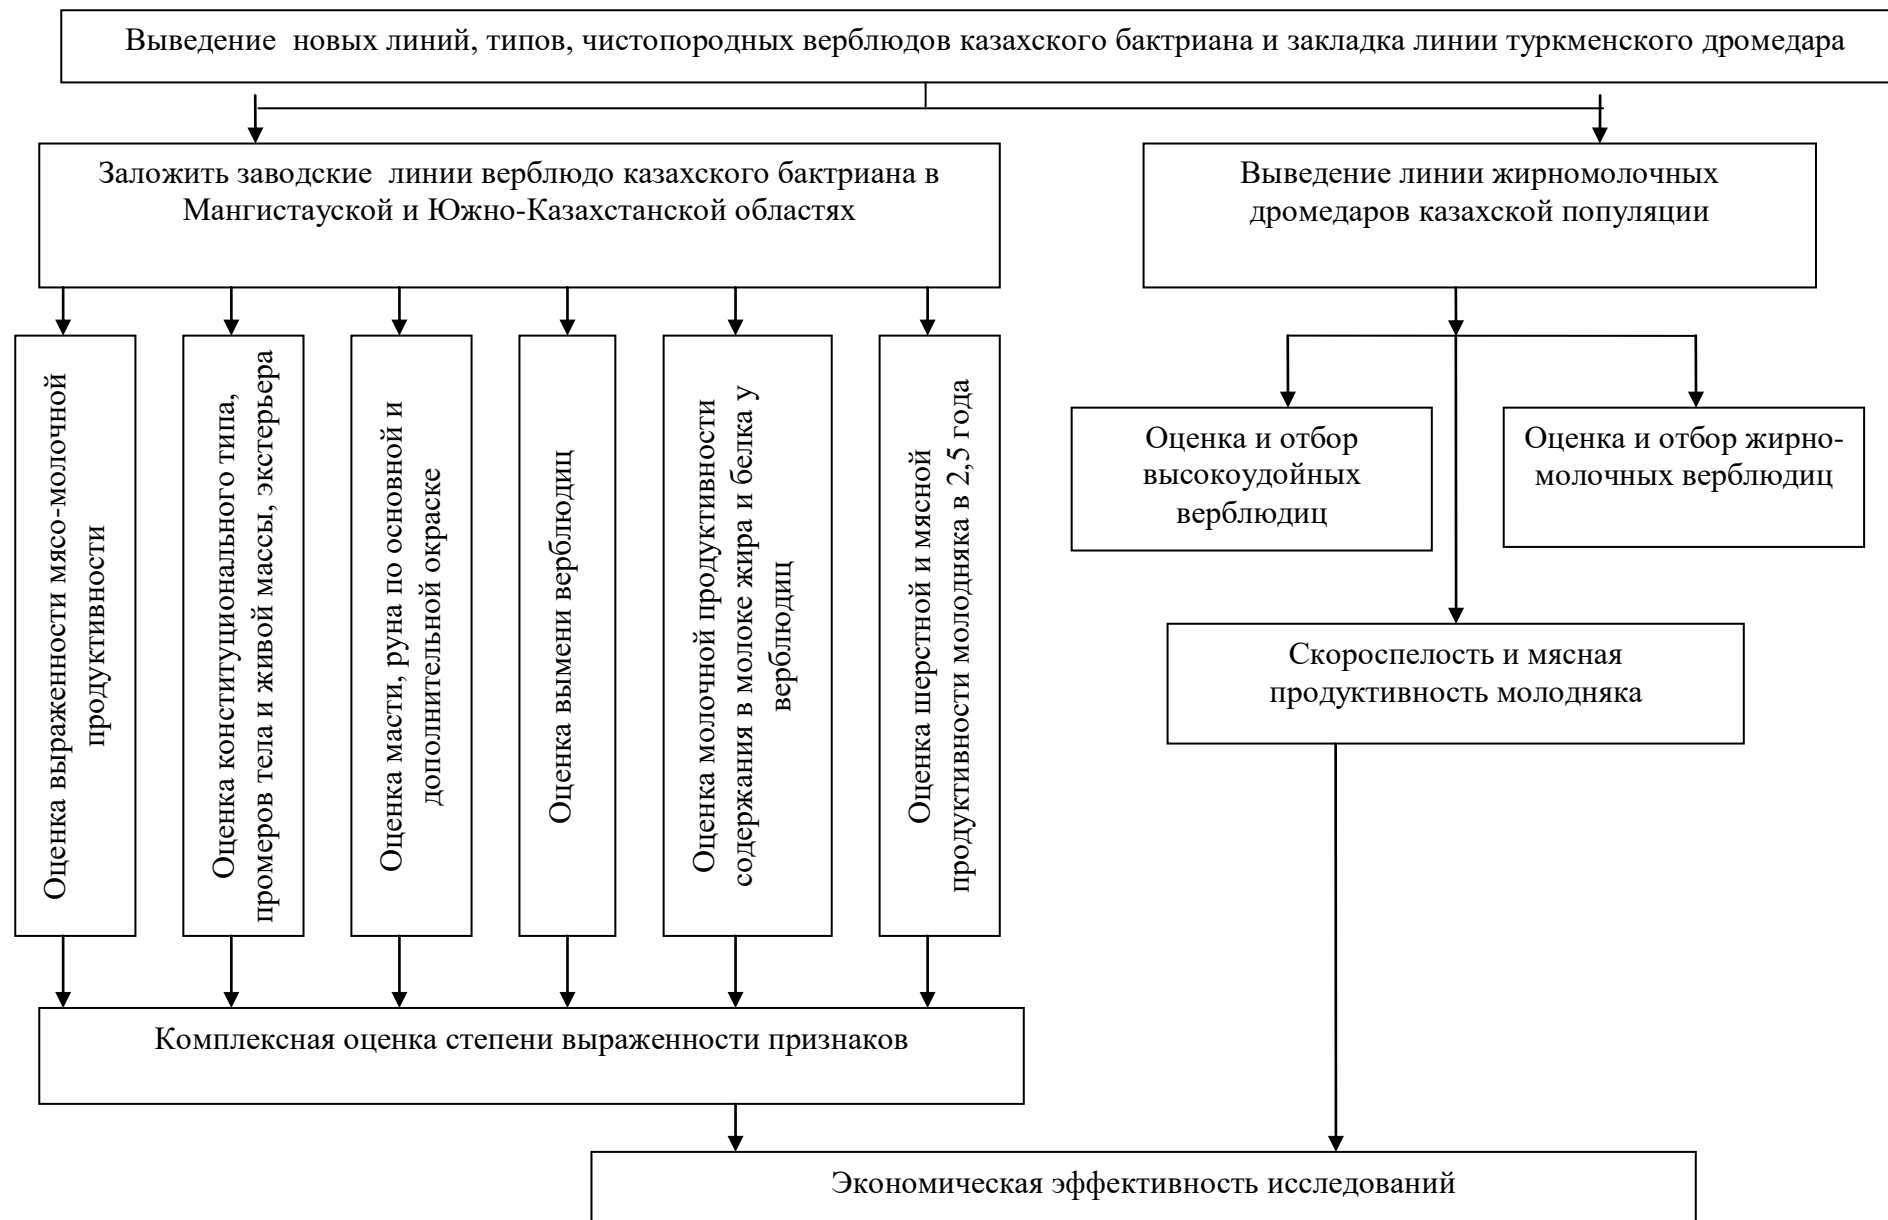 Выведение новых линий, типов, чистопородных верблюдов казахского бактриана и закладка линии туркменского дромедара
Заложить заводские линии верблюдо казахского бактриана в
Мангистауской и Южно-Казахстанской областях
Выведение линии жирномолочных
дромедаров казахской популяции
Оценка выраженности мясо-молочной
продуктивности
Оценка конституционального типа,
промеров тела и живой массы, экстерьера
Оценка масти, руна по основной и
дополнительной окраске
Оценка вымени верблюдиц
Оценка молочной продуктивности
содержания в молоке жира и белка у
верблюдиц
Оценка шерстной и мясной
продуктивности молодняка в 2,5 года
Оценка и отбор
высокоудойных
верблюдиц
Оценка и отбор жирно-
молочных верблюдиц
Скороспелость и мясная
продуктивность молодняка
Комплексная оценка степени выраженности признаков
Экономическая эффективность исследований